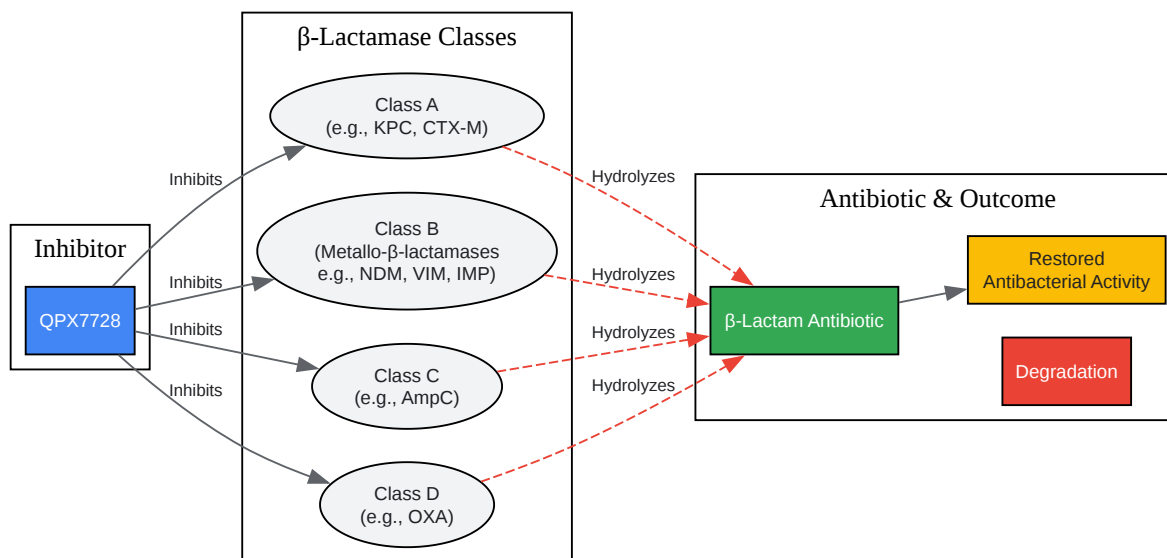 β-Lactamase Classes
Class A
(e.g., KPC, CTX-M)
Class B
(Metallo-β-lactamases
e.g., NDM, VIM, IMP)
Class C
(e.g., AmpC)
Class D
(e.g., OXA)
Inhibitor
QPX7728
Inhibits
Inhibits
Inhibits
Inhibits
Hydrolyzes
Hydrolyzes
Hydrolyzes
Hydrolyzes
Antibiotic & Outcome
β-Lactam Antibiotic
Restored
Antibacterial Activity
Degradation